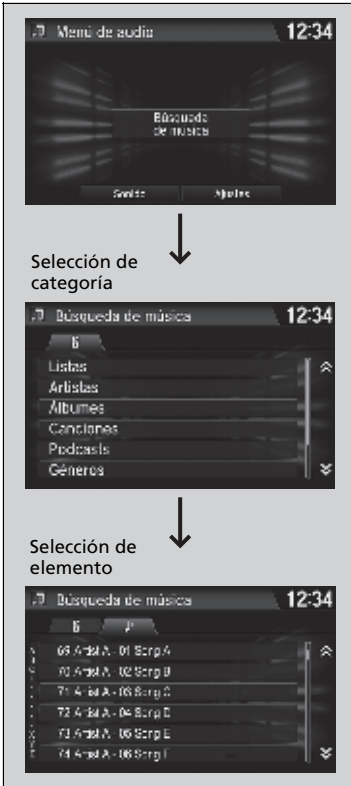 Menú de audio 12:34
Búsqueda
de música
Sonido Ajustes
Selección de
categoría
Búsqueda de música 12:34
Listas
Artistas
Álbumes
Canciones
Podcasts
Géneros
Selección de
elemento
Búsqueda de música 12:34
69 Artist A - 01 Song A
70 Artist A - 02 Song B
71 Artist A - 03 Song C
72 Artist A - 04 Song D
73 Artist A - 05 Song E
74 Artist A - 06 Song F